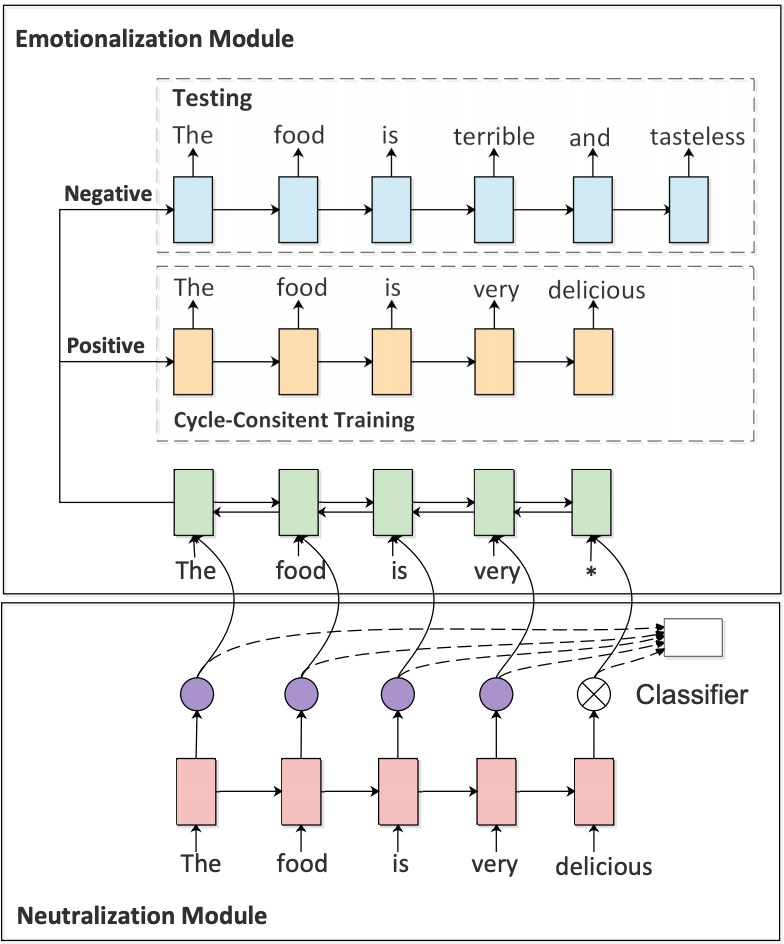 Emotionalization Module
Testing
The food is terrible and tasteless
Negative
The food is very delicious
Positive
Cycle-Consitent Training
The food is very *
Classifier
The food is very delicious
Neutralization Module